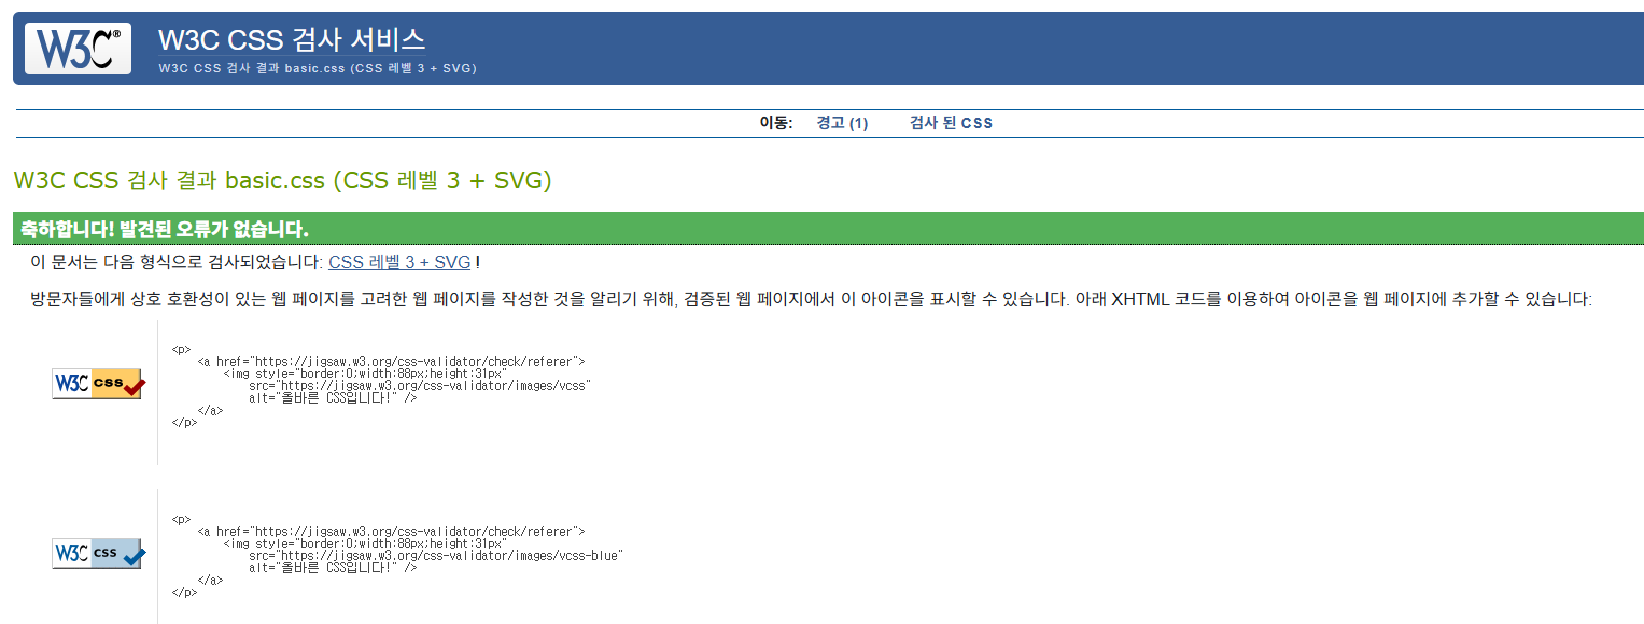 W3C®
W3C CSS 검사 서비스
W3C CSS 검사 결과 basic.css (CSS 레벨 3 + SVG)
이동: 경고 (1) 검사 된 CSS
W3C CSS 검사 결과 basic.css (CSS 레벨 3 + SVG)
축하합니다! 발견된 오류가 없습니다.
이 문서는 다음 형식으로 검사되었습니다: CSS 레벨 3 + SVG !
방문자들에게 상호 호환성이 있는 웹 페이지를 고려한 웹 페이지를 작성한 것을 알리기 위해, 검증된 웹 페이지에서 이 아이콘을 표시할 수 있습니다. 아래 XHTML 코드를 이용하여 아이콘을 웹 페이지에 추가할 수 있습니다:
W3C css
<p>
<a href="https://jigsaw.w3.org/css-validator/check/referer">
<img style="border:0;width:88px;height:31px"
src="https://jigsaw.w3.org/css-validator/images/vcss"
alt="올바른 CSS입니다!" />
</a>
</p>
W3C css
<p>
<a href="https://jigsaw.w3.org/css-validator/check/referer">
<img style="border:0;width:88px;height:31px"
src="https://jigsaw.w3.org/css-validator/images/vcss-blue"
alt="올바른 CSS입니다!" />
</a>
</p>